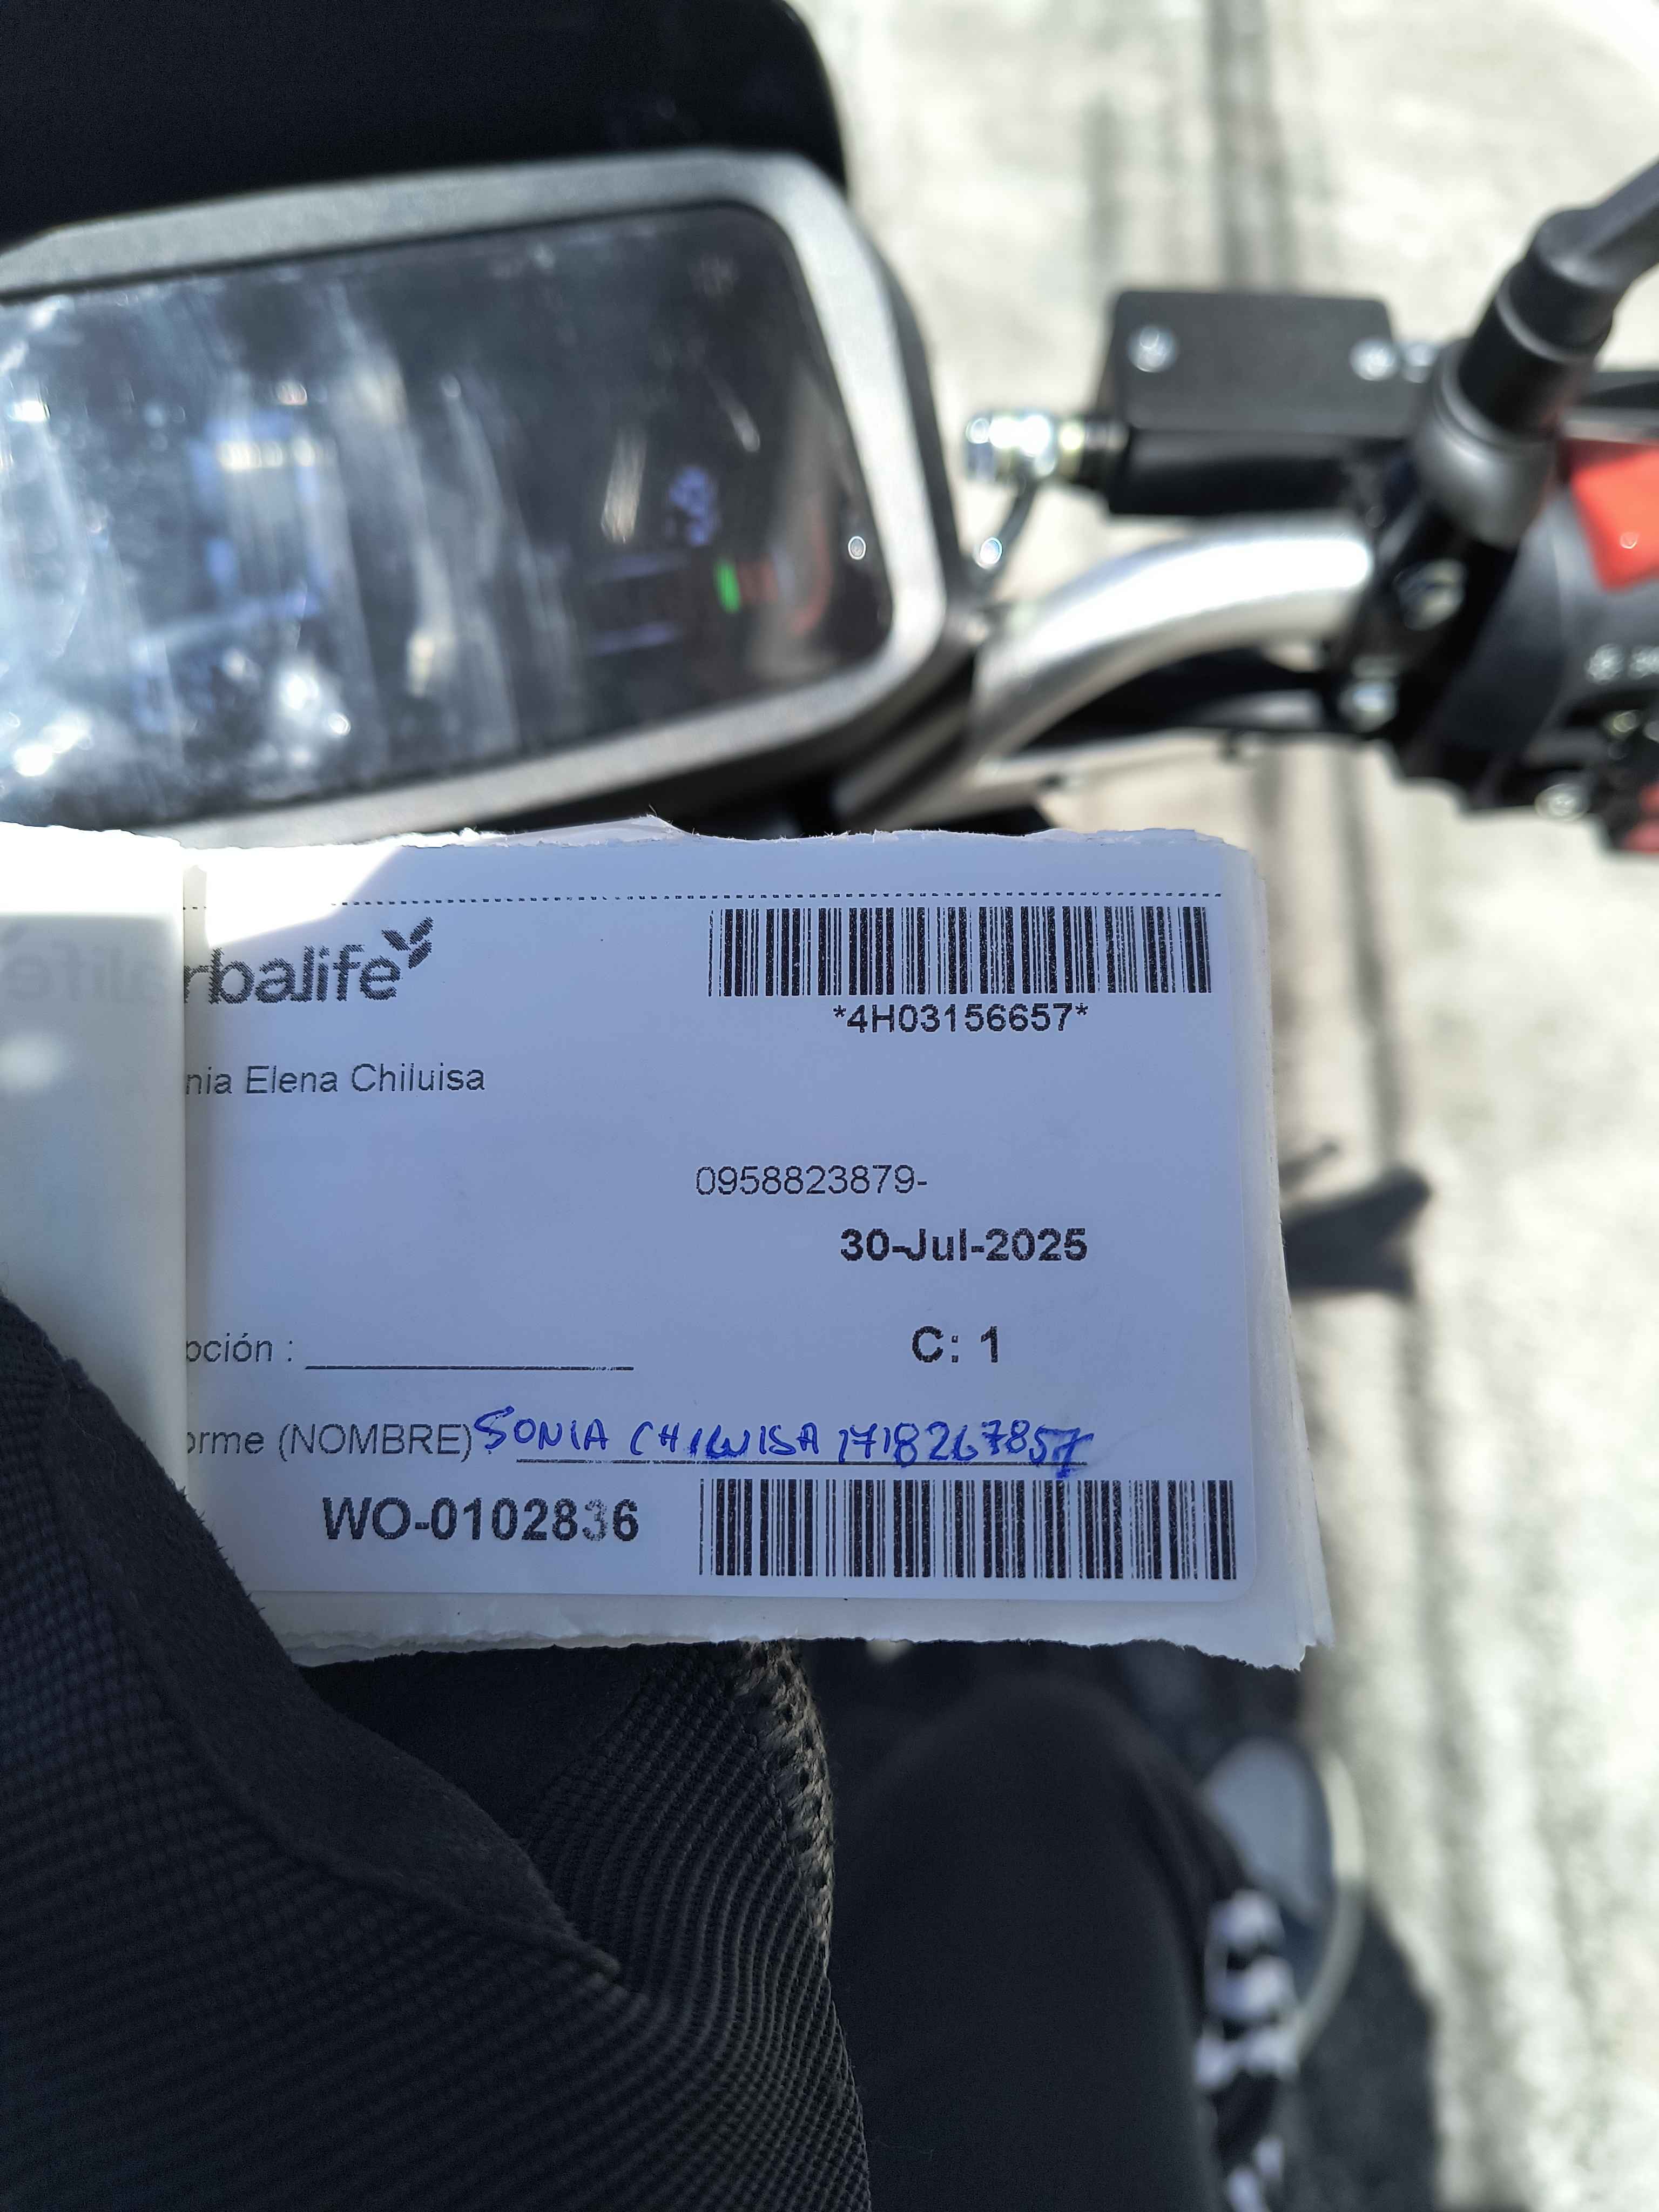 rbalife
*4H03156657*
nia Elena Chiluisa
0958823879-
30-Jul-2025
pción :
C: 1
orme (NOMBRE) SONIA CHILUISA 1718267857
WO-0102836